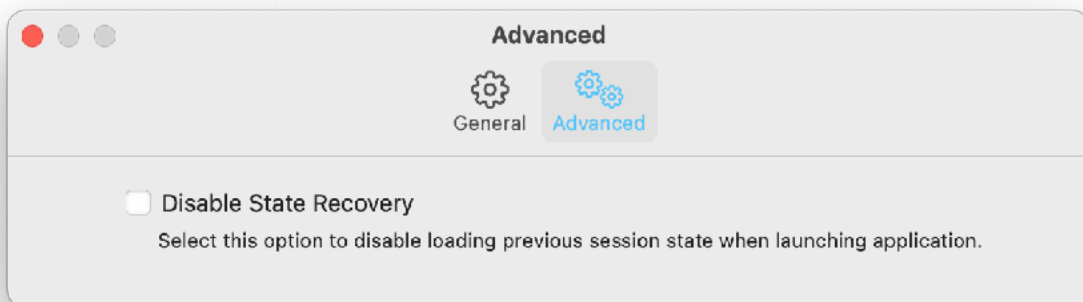 Advanced
General
Advanced
Disable State Recovery
Select this option to disable loading previous session state when launching application.